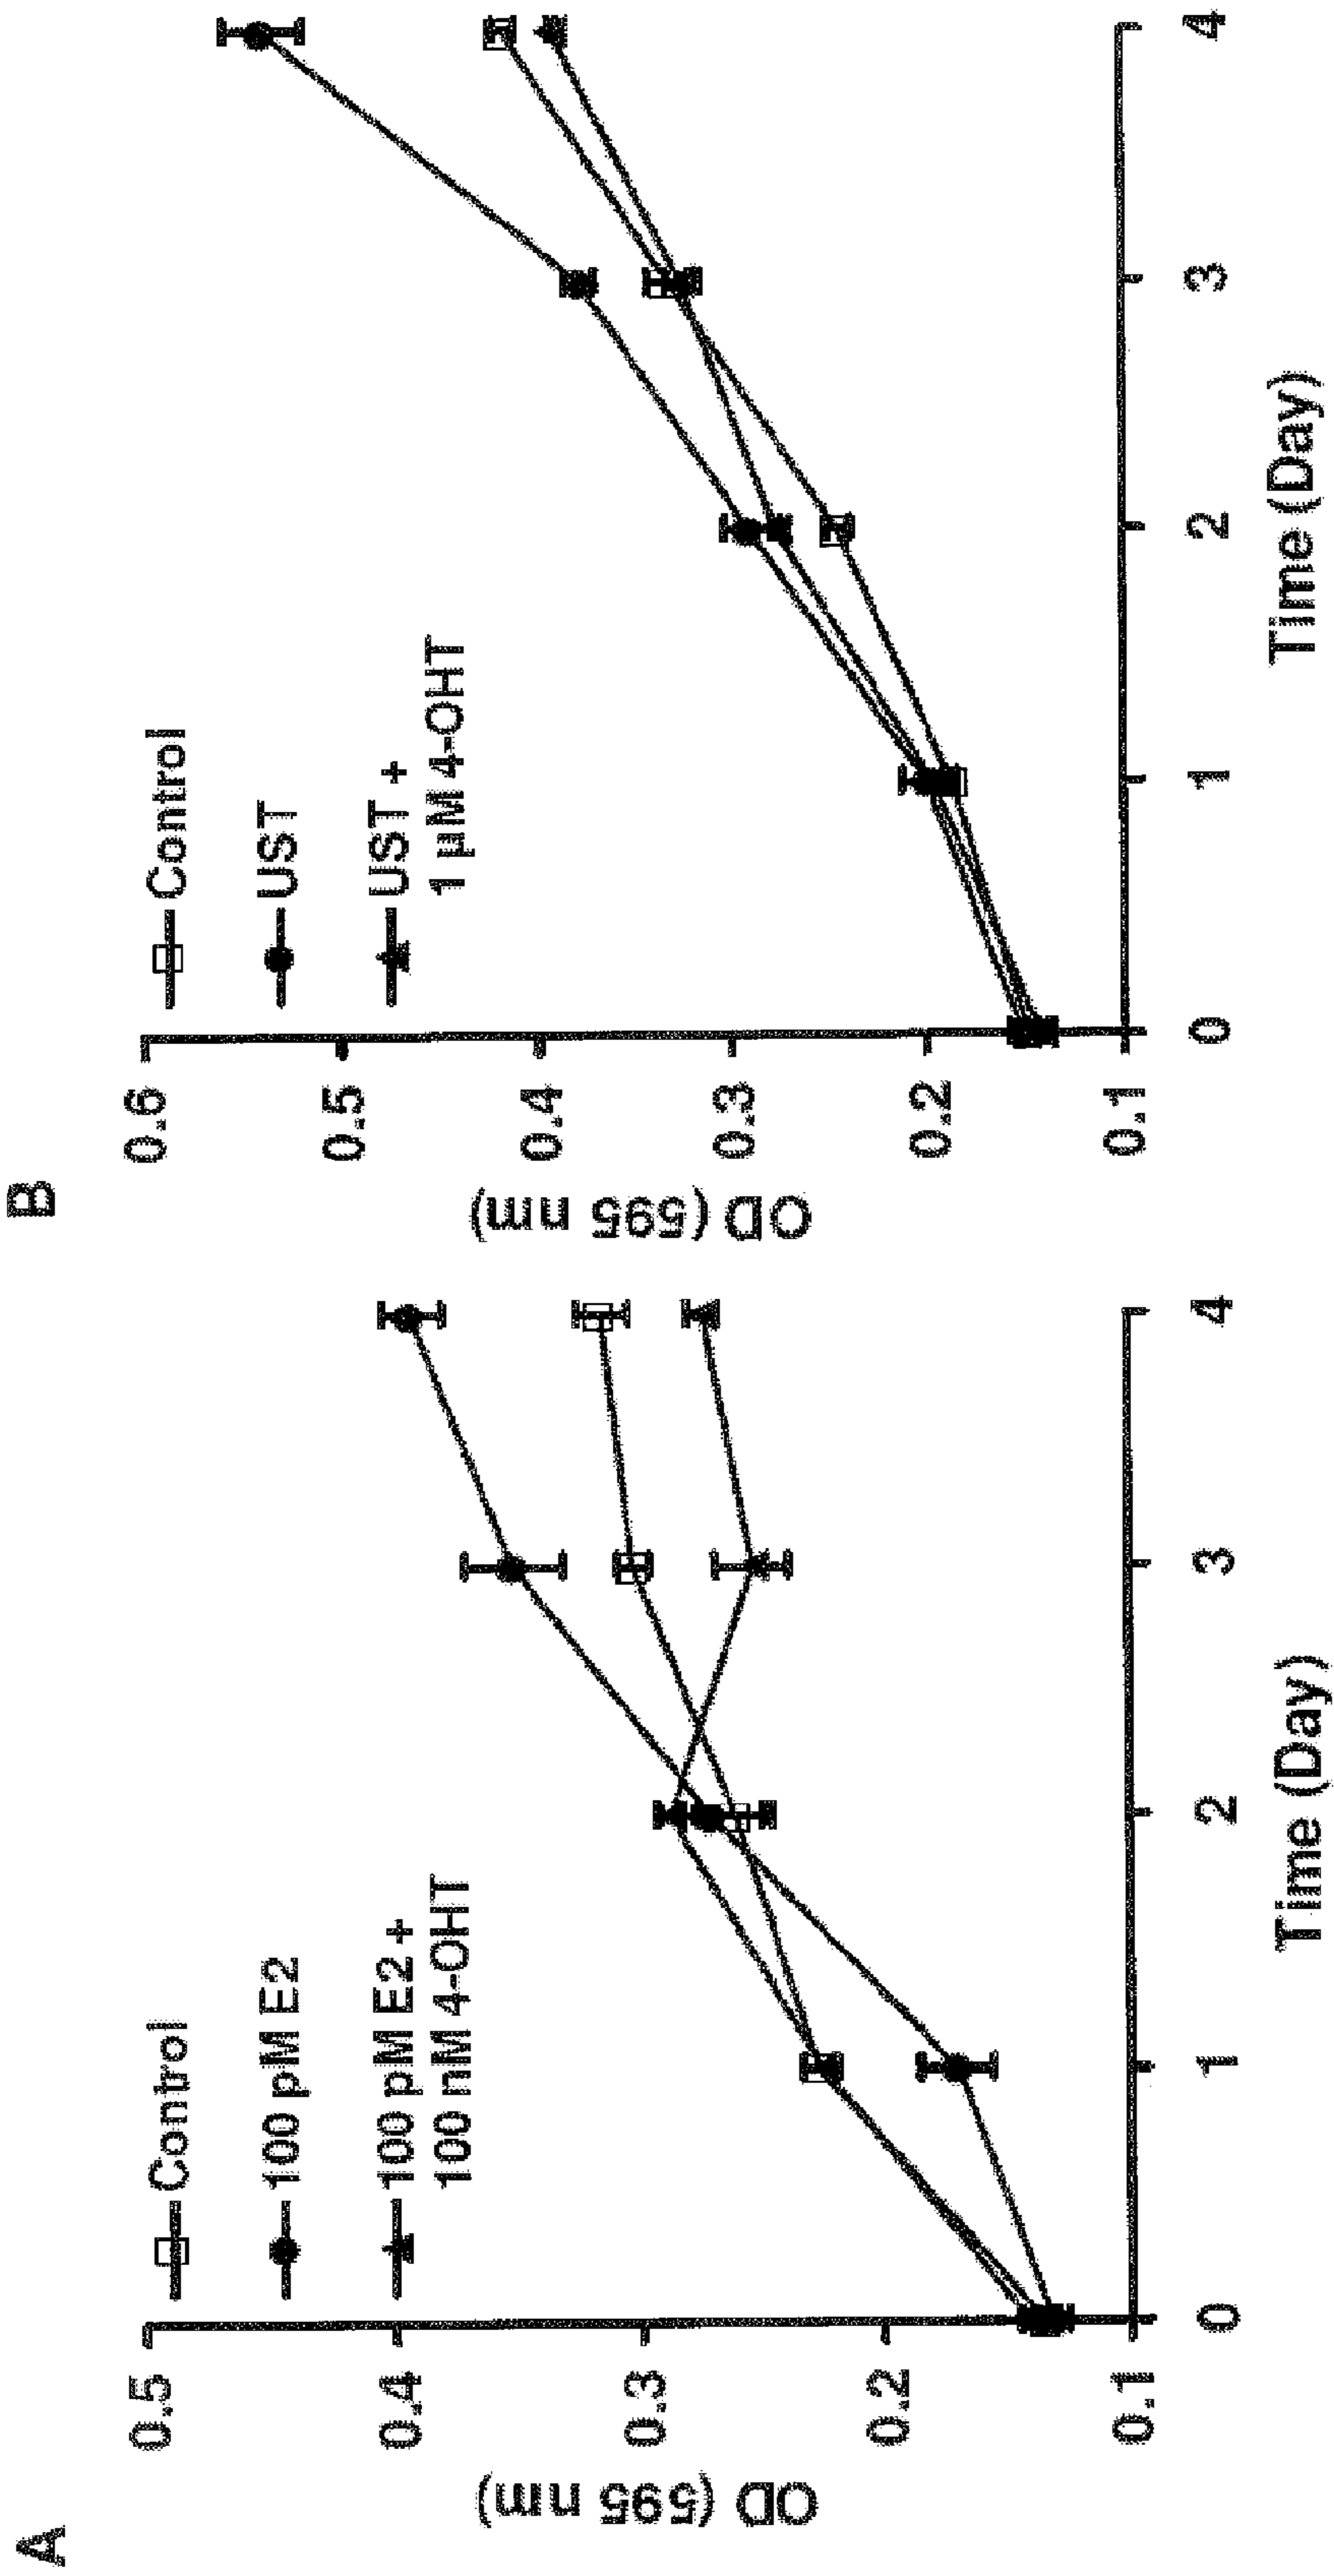 A
Control
100 pM E2
100 pM E2 +
100 nM 4-OHT
OD (595 nm)
0.5
0.4
0.3
0.2
0.1
0
1
2
3
4
Time (Day)
B
Control
UST
UST +
1 µM 4-OHT
OD (595 nm)
0.6
0.5
0.4
0.3
0.2
0.1
0
1
2
3
4
Time (Day)